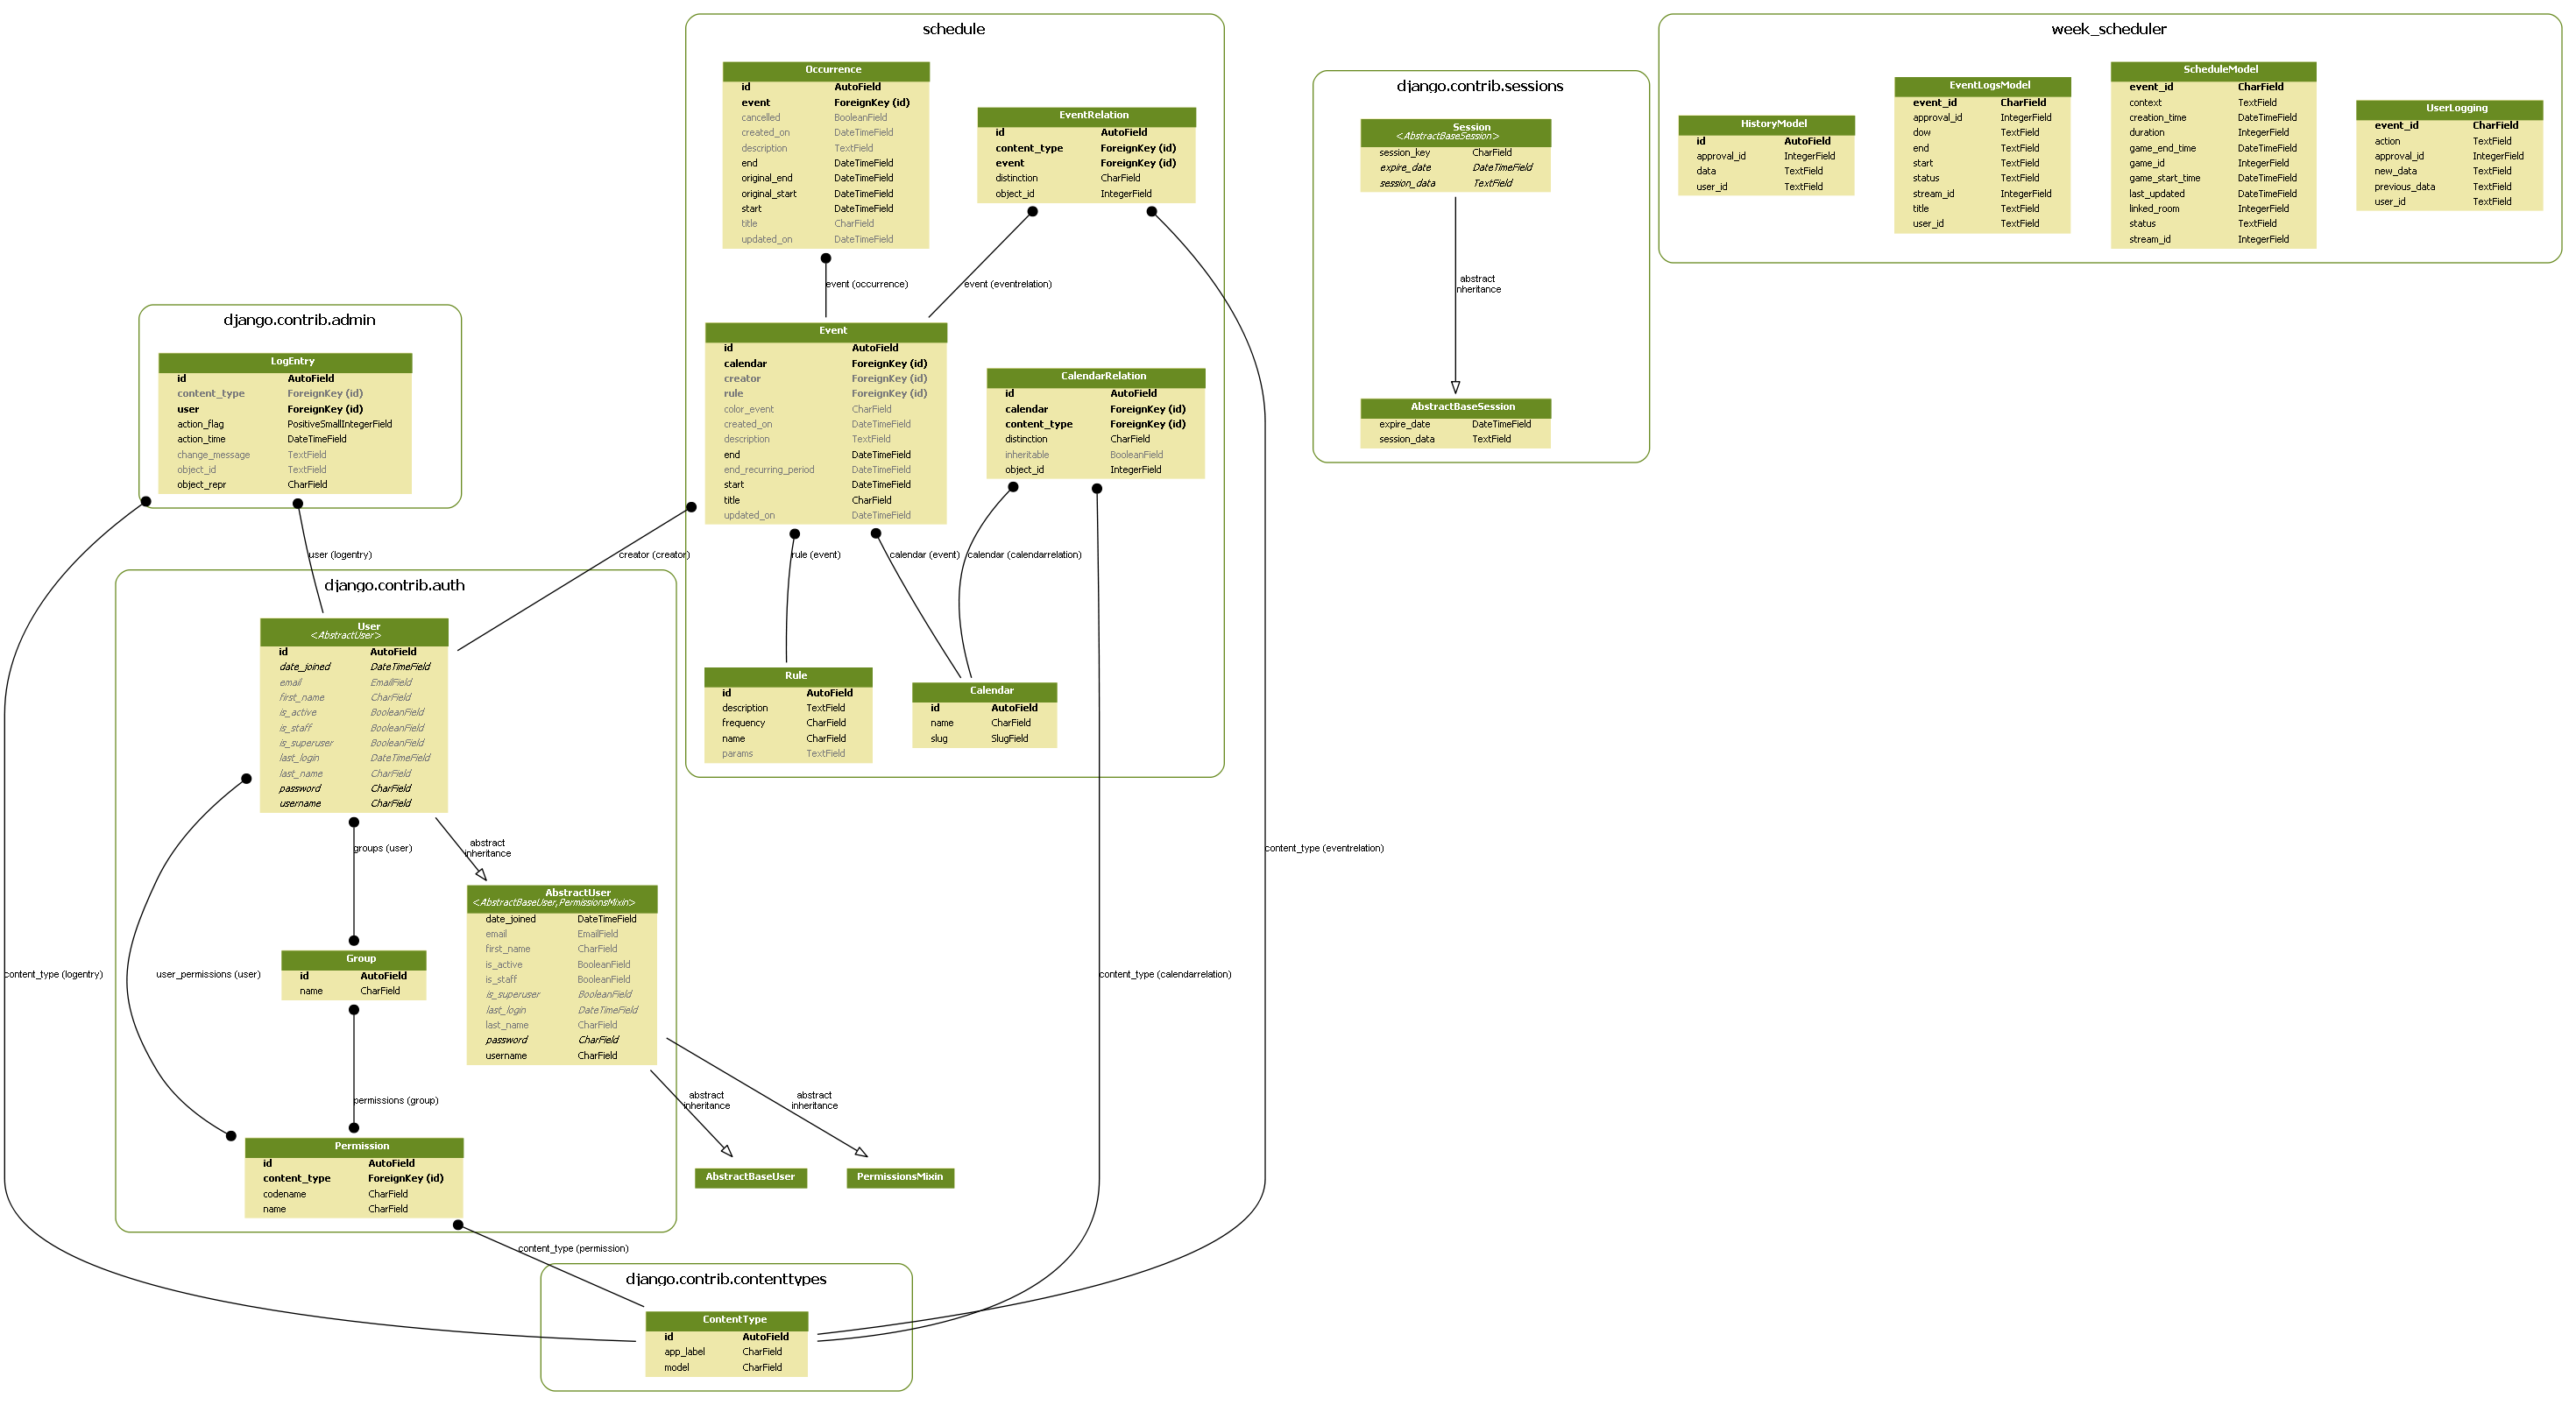 schedule
Occurrence
id AutoField
event ForeignKey (id)
cancelled BooleanField
created_on DateTimeField
description TextField
end DateTimeField
original_end DateTimeField
original_start DateTimeField
start DateTimeField
title CharField
updated_on DateTimeField
EventRelation
id AutoField
content_type ForeignKey (id)
event ForeignKey (id)
distinction CharField
object_id IntegerField
event (occurrence)
event (eventrelation)
Event
id AutoField
calendar ForeignKey (id)
creator ForeignKey (id)
rule ForeignKey (id)
color_event CharField
created_on DateTimeField
description TextField
end DateTimeField
end_recurring_period DateTimeField
start DateTimeField
title CharField
updated_on DateTimeField
CalendarRelation
id AutoField
calendar ForeignKey (id)
content_type ForeignKey (id)
distinction CharField
inheritable BooleanField
object_id IntegerField
creator (creator)
rule (event)
calendar (event)
calendar (calendarrelation)
Rule
id AutoField
description TextField
frequency CharField
name CharField
params TextField
Calendar
id AutoField
name CharField
slug SlugField
django.contrib.sessions
Session
<AbstractBaseSession>
session_key CharField
expire_date DateTimeField
session_data TextField
abstract
inheritance
AbstractBaseSession
expire_date DateTimeField
session_data TextField
week_scheduler
HistoryModel
id AutoField
approval_id IntegerField
data TextField
user_id TextField
EventLogsModel
event_id CharField
approval_id IntegerField
dow TextField
end TextField
start TextField
status TextField
stream_id IntegerField
title TextField
user_id TextField
ScheduleModel
event_id CharField
context TextField
creation_time DateTimeField
duration IntegerField
game_end_time DateTimeField
game_id IntegerField
game_start_time DateTimeField
last_updated DateTimeField
linked_room IntegerField
status TextField
stream_id IntegerField
UserLogging
event_id CharField
action TextField
approval_id IntegerField
new_data TextField
previous_data TextField
user_id TextField
django.contrib.admin
LogEntry
id AutoField
content_type ForeignKey (id)
user ForeignKey (id)
action_flag PositiveSmallIntegerField
action_time DateTimeField
change_message TextField
object_id TextField
object_repr CharField
user (logentry)
django.contrib.auth
User
<AbstractUser>
id AutoField
date_joined DateTimeField
email EmailField
first_name CharField
is_active BooleanField
is_staff BooleanField
is_superuser BooleanField
last_login DateTimeField
last_name CharField
password CharField
username CharField
groups (user)
abstract
inheritance
AbstractUser
<AbstractBaseUser,PermissionsMixin>
date_joined DateTimeField
email EmailField
first_name CharField
is_active BooleanField
is_staff BooleanField
is_superuser BooleanField
last_login DateTimeField
last_name CharField
password CharField
username CharField
content_type (logentry)
user_permissions (user)
Group
id AutoField
name CharField
permissions (group)
abstract
inheritance
abstract
inheritance
Permission
id AutoField
content_type ForeignKey (id)
codename CharField
name CharField
AbstractBaseUser
PermissionsMixin
content_type (eventrelation)
content_type (calendarrelation)
content_type (permission)
django.contrib.contenttypes
ContentType
id AutoField
app_label CharField
model CharField